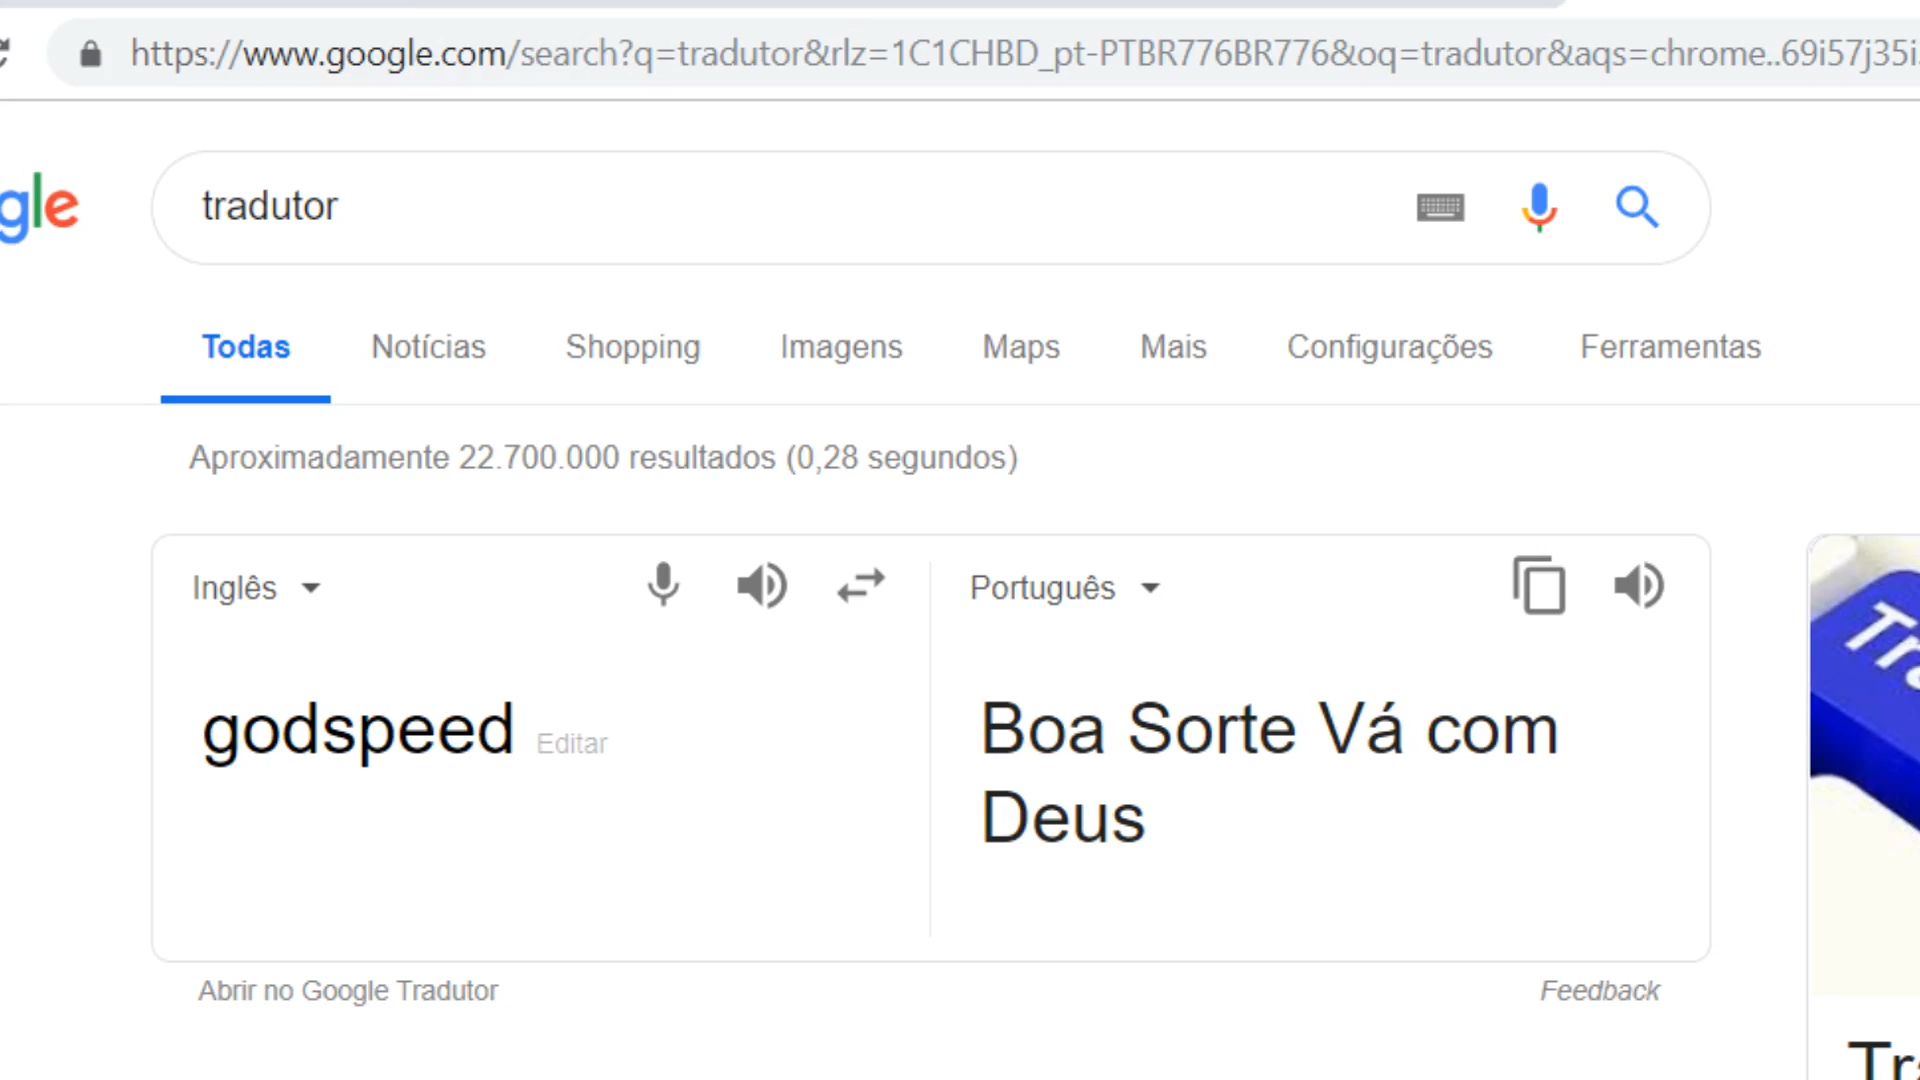 https://www.google.com/search?q=tradutor&rlz=1C1CHBD_pt-PTBR776BR776&oq=tradutor&aqs=chrome..69i57j35i
gle
tradutor
Todas Notícias Shopping Imagens Maps Mais Configurações Ferramentas
Aproximadamente 22.700.000 resultados (0,28 segundos)
Inglês Português
godspeed Editar
Boa Sorte Vá com
Deus
Abrir no Google Tradutor Feedback